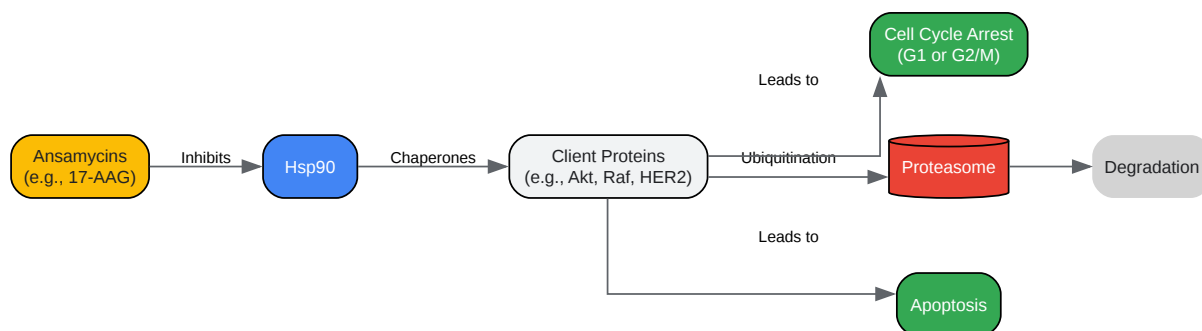 Cell Cycle Arrest
(G1 or G2/M)
Leads to
Ansamycins
(e.g., 17-AAG)
Inhibits
Hsp90
Chaperones
Client Proteins
(e.g., Akt, Raf, HER2)
Ubiquitination
Proteasome
Degradation
Leads to
Apoptosis